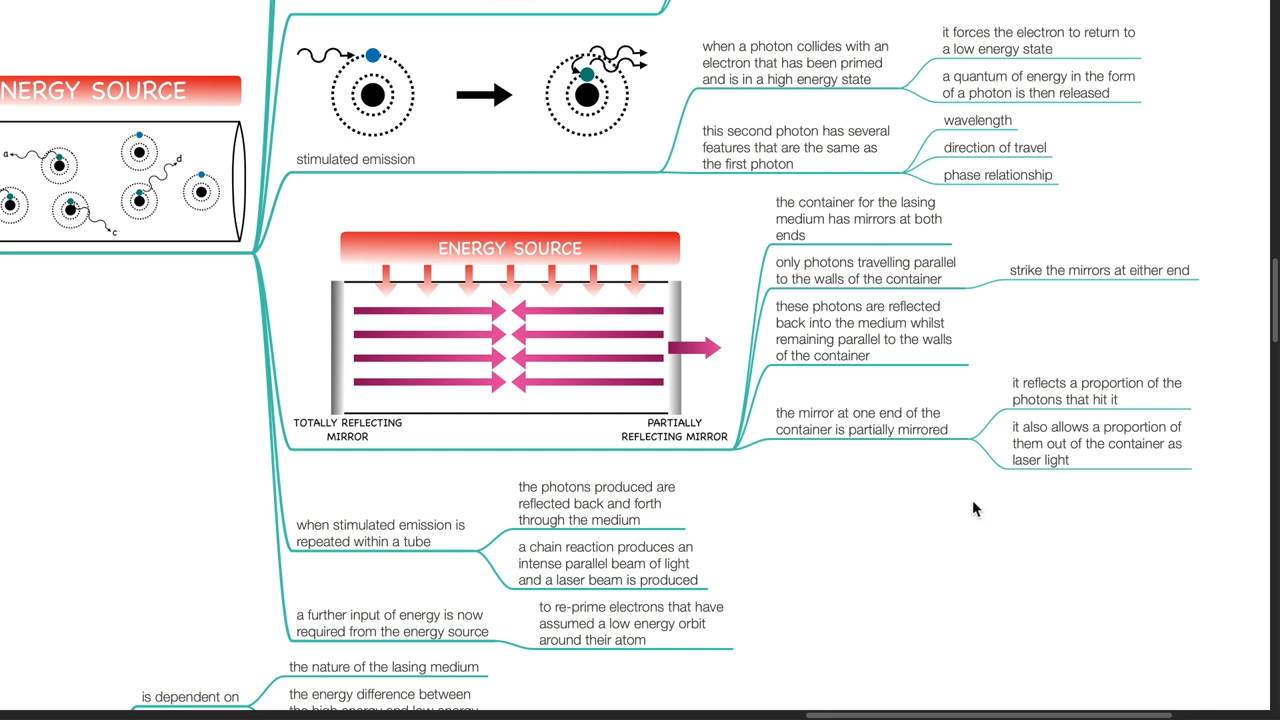 when a photon collides with an
electron that has been primed
and is in a high energy state
it forces the electron to return to
a low energy state
a quantum of energy in the form
of a photon is then released
NERGY SOURCE
a
d
c
stimulated emission
this second photon has several
features that are the same as
the first photon
wavelength
direction of travel
phase relationship
ENERGY SOURCE
TOTALLY REFLECTING
MIRROR
PARTIALLY
REFLECTING MIRROR
the container for the lasing
medium has mirrors at both
ends
only photons travelling parallel
to the walls of the container
strike the mirrors at either end
these photons are reflected
back into the medium whilst
remaining parallel to the walls
of the container
the mirror at one end of the
container is partially mirrored
it reflects a proportion of the
photons that hit it
it also allows a proportion of
them out of the container as
laser light
when stimulated emission is
repeated within a tube
the photons produced are
reflected back and forth
through the medium
a chain reaction produces an
intense parallel beam of light
and a laser beam is produced
a further input of energy is now
required from the energy source
to re-prime electrons that have
assumed a low energy orbit
around their atom
is dependent on
the nature of the lasing medium
the energy difference between
the high energy and low energy